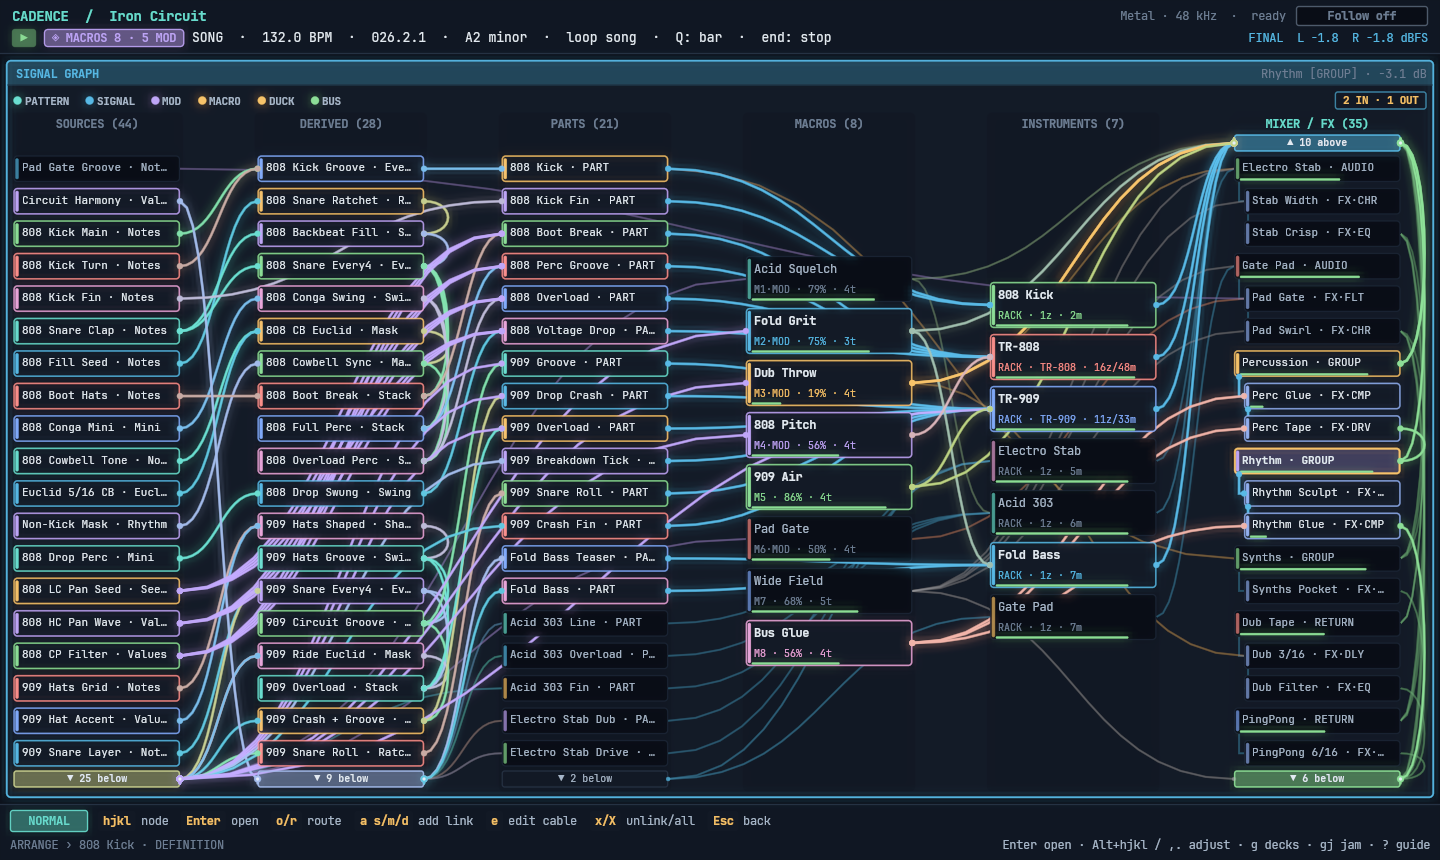 CADENCE / Iron Circuit
Metal · 48 kHz · ready
Follow off
▶
◈ MACROS 8 · 5 MOD
SONG · 132.0 BPM · 026.2.1 · A2 minor · loop song · Q: bar · end: stop
FINAL L -1.8 R -1.8 dBFS
SIGNAL GRAPH
Rhythm [GROUP] · -3.1 dB
PATTERN SIGNAL MOD MACRO DUCK BUS
2 IN · 1 OUT
SOURCES (44)
Pad Gate Groove · Not…
Circuit Harmony · Val…
808 Kick Main · Notes
808 Kick Turn · Notes
808 Kick Fin · Notes
808 Snare Clap · Notes
808 Fill Seed · Notes
808 Boot Hats · Notes
808 Conga Mini · Mini
808 Cowbell Tone · No…
Euclid 5/16 CB · Eucl…
Non-Kick Mask · Rhythm
808 Drop Perc · Mini
808 LC Pan Seed · See…
808 HC Pan Wave · Val…
808 CP Filter · Values
909 Hats Grid · Notes
909 Hat Accent · Valu…
909 Snare Layer · Not…
▼ 25 below
DERIVED (28)
808 Kick Groove · Eve…
808 Snare Ratchet · R…
808 Backbeat Fill · S…
808 Snare Every4 · Ev…
808 Conga Swing · Swi…
808 CB Euclid · Mask
808 Cowbell Sync · Ma…
808 Boot Break · Stack
808 Full Perc · Stack
808 Overload Perc · S…
808 Drop Swung · Swing
909 Hats Shaped · Sha…
909 Hats Groove · Swi…
909 Snare Every4 · Ev…
909 Circuit Groove · …
909 Ride Euclid · Mask
909 Overload · Stack
909 Crash + Groove · …
909 Snare Roll · Ratc…
▼ 9 below
PARTS (21)
808 Kick · PART
808 Kick Fin · PART
808 Boot Break · PART
808 Perc Groove · PART
808 Overload · PART
808 Voltage Drop · PA…
909 Groove · PART
909 Drop Crash · PART
909 Overload · PART
909 Breakdown Tick · …
909 Snare Roll · PART
909 Crash Fin · PART
Fold Bass Teaser · PA…
Fold Bass · PART
Acid 303 Line · PART
Acid 303 Overload · P…
Acid 303 Fin · PART
Electro Stab Dub · PA…
Electro Stab Drive · …
▼ 2 below
MACROS (8)
Acid Squelch
M1·MOD · 79% · 4t
Fold Grit
M2·MOD · 75% · 3t
Dub Throw
M3·MOD · 19% · 4t
808 Pitch
M4·MOD · 56% · 4t
909 Air
M5 · 86% · 4t
Pad Gate
M6·MOD · 50% · 4t
Wide Field
M7 · 68% · 5t
Bus Glue
M8 · 56% · 4t
INSTRUMENTS (7)
808 Kick
RACK · 1z · 2m
TR-808
RACK · TR-808 · 16z/48m
TR-909
RACK · TR-909 · 11z/33m
Electro Stab
RACK · 1z · 5m
Acid 303
RACK · 1z · 6m
Fold Bass
RACK · 1z · 7m
Gate Pad
RACK · 1z · 7m
MIXER / FX (35)
▲ 10 above
Electro Stab · AUDIO
Stab Width · FX·CHR
Stab Crisp · FX·EQ
Gate Pad · AUDIO
Pad Gate · FX·FLT
Pad Swirl · FX·CHR
Percussion · GROUP
Perc Glue · FX·CMP
Perc Tape · FX·DRV
Rhythm · GROUP
Rhythm Sculpt · FX·…
Rhythm Glue · FX·CMP
Synths · GROUP
Synths Pocket · FX·…
Dub Tape · RETURN
Dub 3/16 · FX·DLY
Dub Filter · FX·EQ
PingPong · RETURN
PingPong 6/16 · FX·…
▼ 6 below
NORMAL hjkl node Enter open o/r route a s/m/d add link e edit cable x/X unlink/all Esc back
ARRANGE › 808 Kick · DEFINITION
Enter open · Alt+hjkl / ,. adjust · g decks · gj jam · ? guide